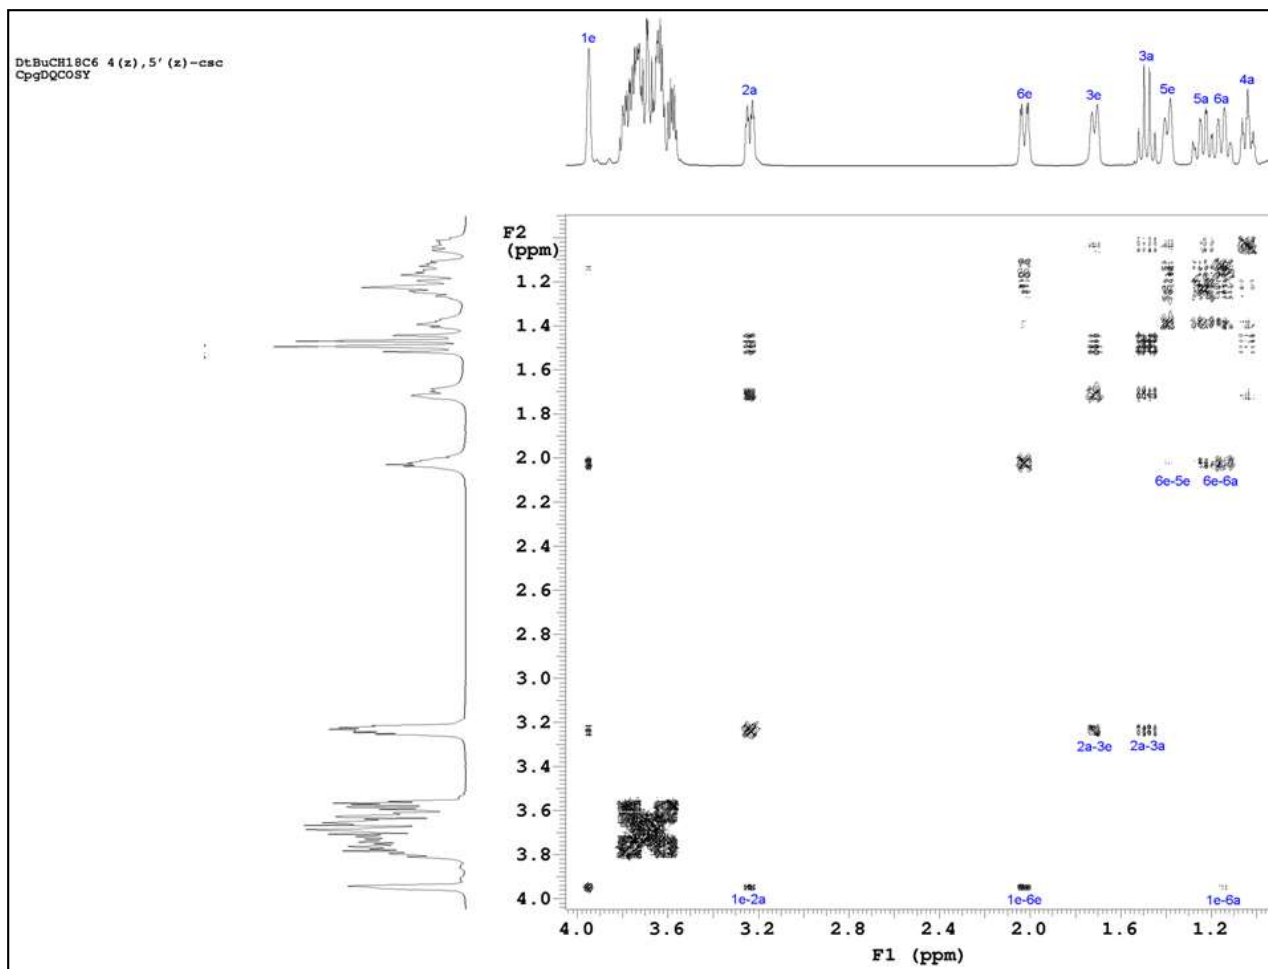 DtBuCH18C6 4(z),5'(z)-csc
CpgDQCOSY
1e
2a
6e
3e
3a
5e
5a
6a
4a
F2
(ppm)
1.2
1.4
1.6
1.8
2.0
6e-5e 6e-6a
2.2
2.4
2.6
2.8
3.0
3.2
2a-3e 2a-3a
3.4
3.6
3.8
4.0
1e-2a 1e-6e 1e-6a
4.0 3.6 3.2 2.8 2.4 2.0 1.6 1.2
F1 (ppm)